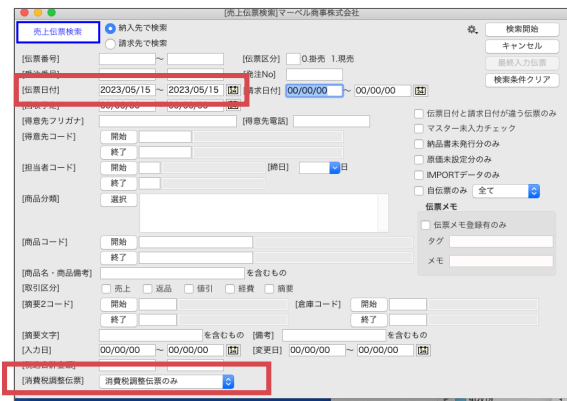 [売上伝票検索]マーベル商事株式会社
売上伝票検索
納入先で検索
請求先で検索
検索開始
キャンセル
最終入力伝票
検索条件クリア
[伝票番号] ～ [伝票区分] 0.掛売 1.現売
[発注No]
[伝票日付] 2023/05/15 ～ 2023/05/15 [請求日付] 00/00/00 ～ 00/00/00
[得意先フリガナ] [得意先電話]
[得意先コード] 開始
終了
[担当者コード] 開始 [締日] 日
終了
[商品分類] 選択
伝票日付と請求日付が違う伝票のみ
マスター未入力チェック
納品書未発行分のみ
原価未設定分のみ
IMPORTデータのみ
自伝票のみ 全て
伝票メモ
伝票メモ登録有のみ
タグ
メモ
[商品コード] 開始
終了
[商品名・商品備考] を含むもの
[取引区分] 売上 返品 値引 経費 摘要
[摘要2コード] 開始 [倉庫コード] 開始
終了 終了
[摘要文字] を含むもの [備考] を含むもの
[入力日] 00/00/00 ～ 00/00/00 [変更日] 00/00/00 ～ 00/00/00
[消費税調整伝票] 消費税調整伝票のみ